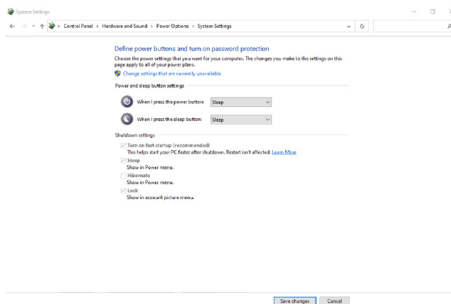 System Settings
Control Panel > Hardware and Sound > Power Options > System Settings
Define power buttons and turn on password protection
Choose the power settings that you want for your computer. The changes you make to the settings on this
page apply to all of your power plans.
Change settings that are currently unavailable
Power and sleep button settings
When I press the power button: Sleep
When I press the sleep button: Sleep
Shutdown settings
Turn on fast startup (recommended)
This helps start your PC faster after shutdown. Restart isn't affected. Learn More
Sleep
Show in Power menu.
Hibernate
Show in Power menu.
Lock
Show in account picture menu.
Save changes Cancel